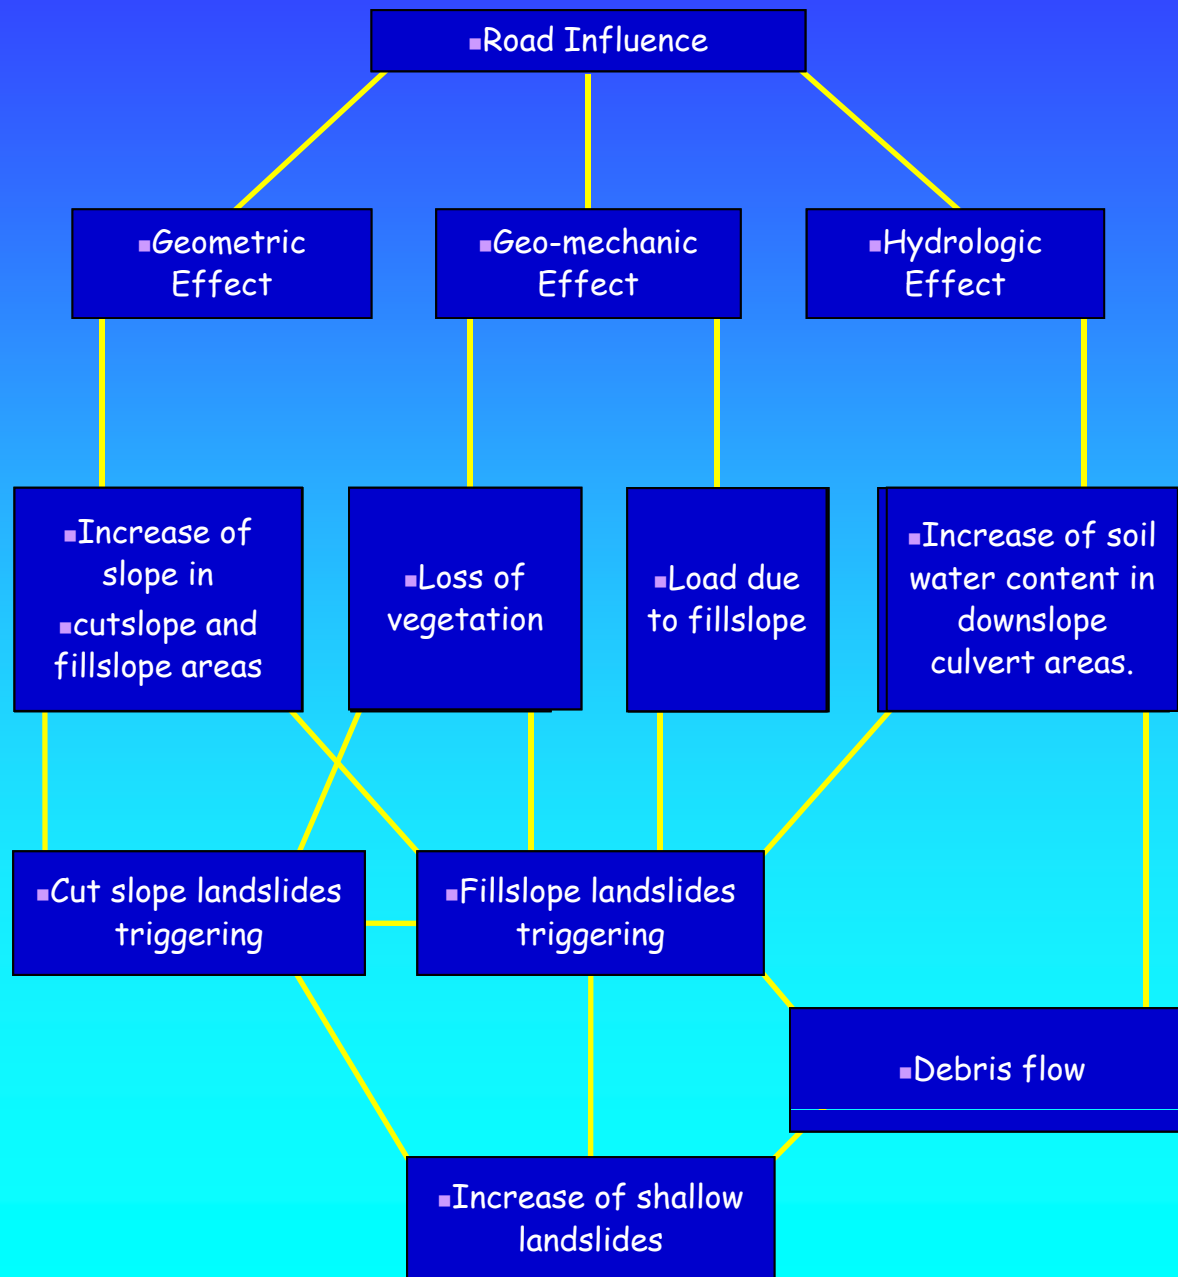 ▪Road Influence
▪Geometric
Effect
▪Geo-mechanic
Effect
▪Hydrologic
Effect
▪Increase of
slope in
▪cutslope and
fillslope areas
▪Loss of
vegetation
▪Load due
to fillslope
▪Increase of soil
water content in
downslope
culvert areas.
▪Cut slope landslides
triggering
▪Fillslope landslides
triggering
▪Debris flow
▪Increase of shallow
landslides